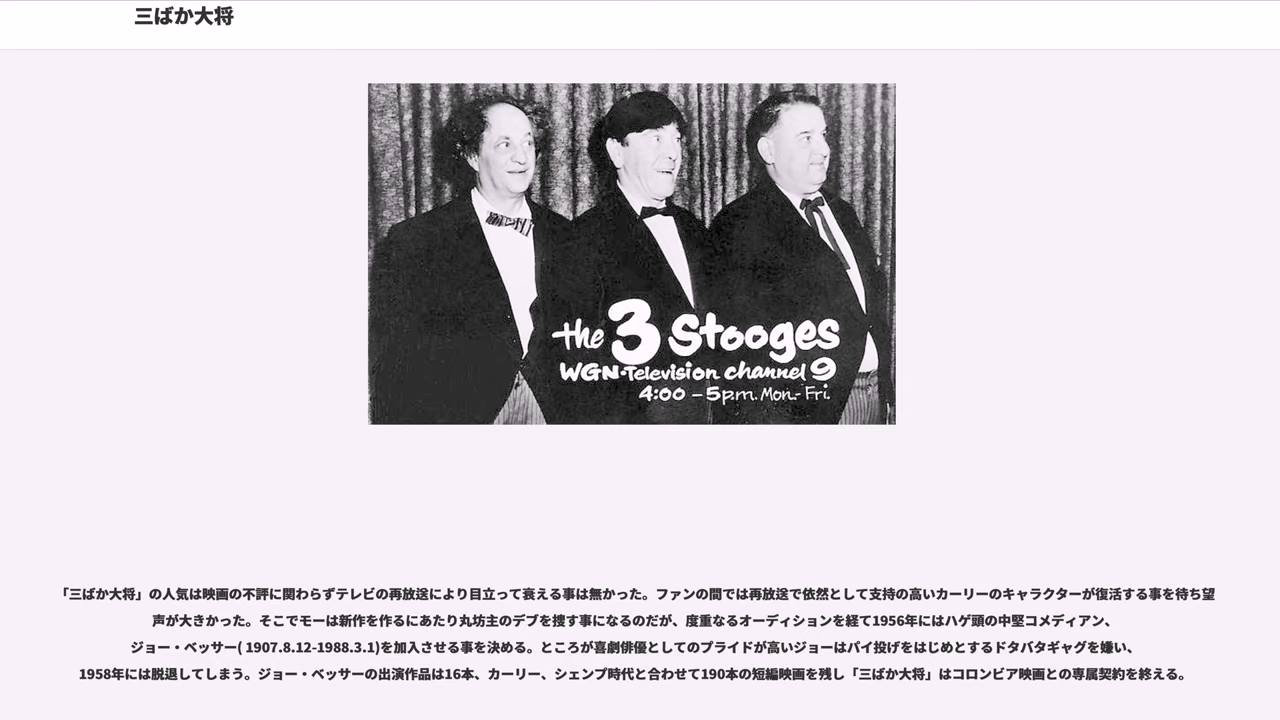 三ばか大将
the 3 Stooges
WGN-Television channel 9
4:00 – 5p.m. Mon.- Fri.
「三ばか大将」の人気は映画の不評に関わらずテレビの再放送により目立って衰える事は無かった。ファンの間では再放送で依然として支持の高いカーリーのキャラクターが復活する事を待ち望
声が大きかった。そこでモーは新作を作るにあたり丸坊主のデブを捜す事になるのだが、度重なるオーディションを経て1956年にはハゲ頭の中堅コメディアン、
ジョー・ベッサー( 1907.8.12-1988.3.1)を加入させる事を決める。ところが喜劇俳優としてのプライドが高いジョーはパイ投げをはじめとするドタバタギャグを嫌い、
1958年には脱退してしまう。ジョー・ベッサーの出演作品は16本、カーリー、シェンプ時代と合わせて190本の短編映画を残し「三ばか大将」はコロンビア映画との専属契約を終える。